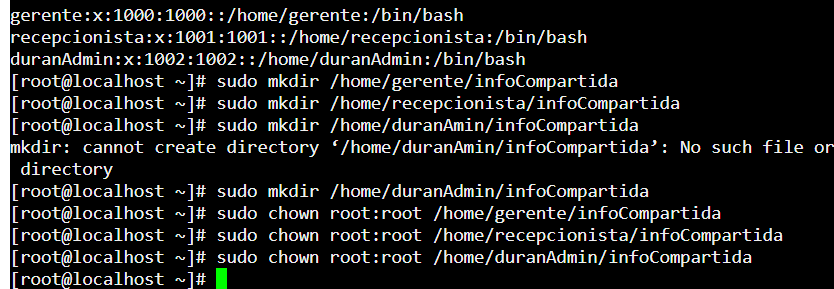 gerente:x:1000:1000::/home/gerente:/bin/bash
recepcionista:x:1001:1001::/home/recepcionista:/bin/bash
duranAdmin:x:1002:1002::/home/duranAdmin:/bin/bash
[root@localhost ~]# sudo mkdir /home/gerente/infoCompartida
[root@localhost ~]# sudo mkdir /home/recepcionista/infoCompartida
[root@localhost ~]# sudo mkdir /home/duranAmin/infoCompartida
mkdir: cannot create directory ‘/home/duranAmin/infoCompartida’: No such file or
 directory
[root@localhost ~]# sudo mkdir /home/duranAdmin/infoCompartida
[root@localhost ~]# sudo chown root:root /home/gerente/infoCompartida
[root@localhost ~]# sudo chown root:root /home/recepcionista/infoCompartida
[root@localhost ~]# sudo chown root:root /home/duranAdmin/infoCompartida
[root@localhost ~]#